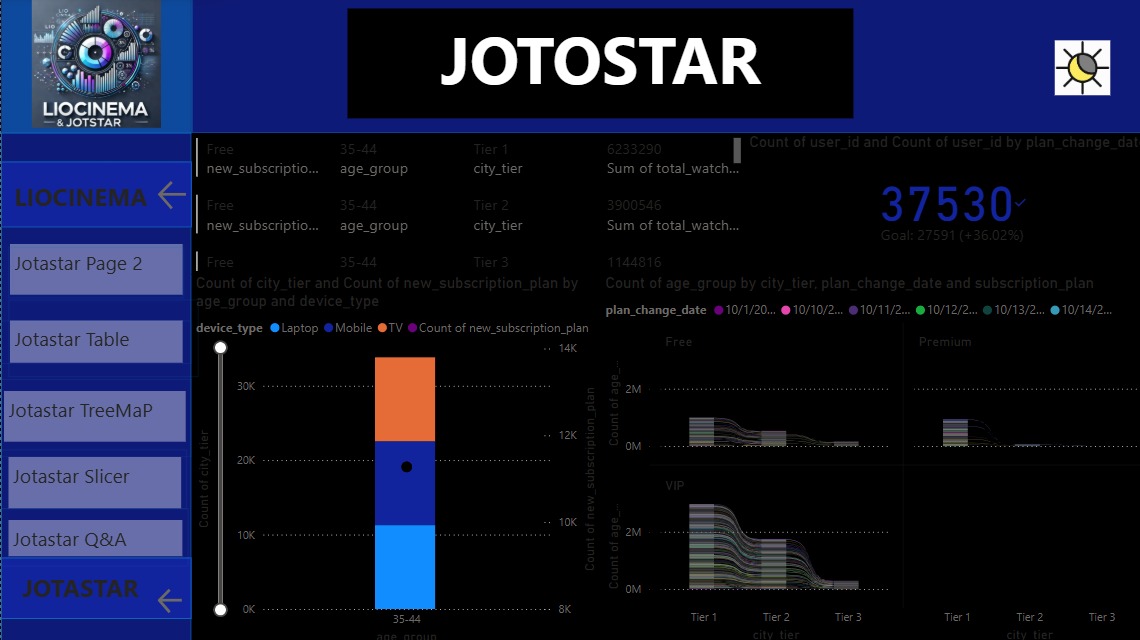 LIOCINEMA
& JOTSTAR
JOTOSTAR
LIOCINEMA
Jotastar Page 2
Jotastar Table
Jotastar TreeMaP
Jotastar Slicer
Jotastar Q&A
JOTASTAR
Free 35-44 Tier 1 6233290
new_subscriptio... age_group city_tier Sum of total_watch...
Free 35-44 Tier 2 3900546
new_subscriptio... age_group city_tier Sum of total_watch...
Free 35-44 Tier 3 1144816
Count of user_id and Count of user_id by plan_change_dat
37530
Goal: 27591 (+36.02%)
Count of city_tier and Count of new_subscription_plan by
age_group and device_type
device_type Laptop Mobile TV Count of new_subscription_plan
14K
30K
12K
20K
10K
10K
0K
8K
Count of city_tier
Count of new_subscription_plan
35-44
age_group
Count of age_group by city_tier, plan_change_date and subscription_plan
plan_change_date 10/1/20... 10/10/2... 10/11/2... 10/12/2... 10/13/2... 10/14/2...
Free Premium
Count of age_...
2M
0M
VIP
Count of age_...
2M
0M
Tier 1 Tier 2 Tier 3 Tier 1 Tier 2 Tier 3
city_tier city_tier